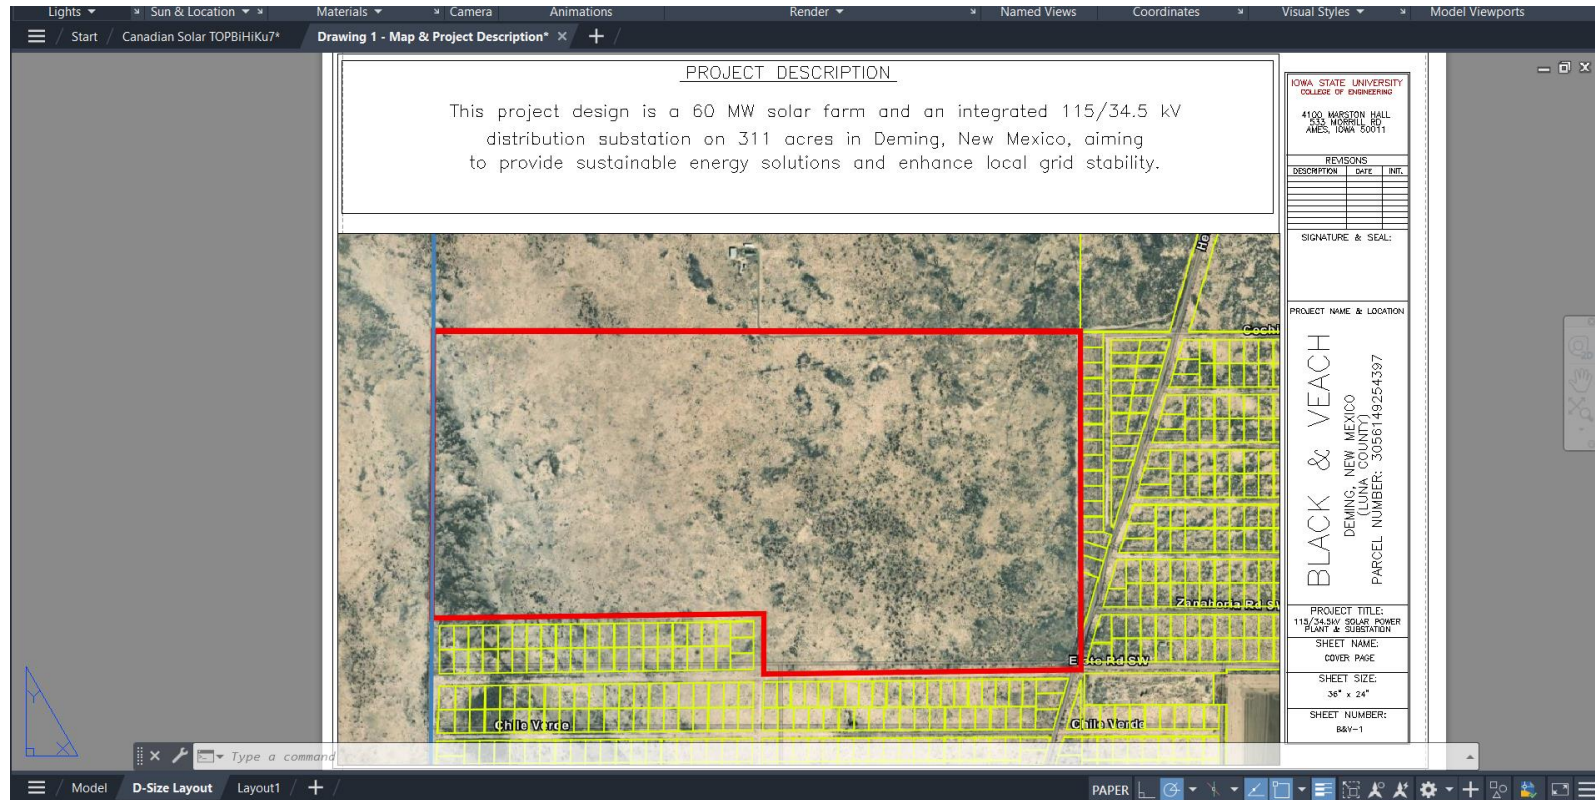 Lights
Sun & Location
Materials
Camera
Animations
Render
Named Views
Coordinates
Visual Styles
Model Viewports
Start
Canadian Solar TOPBiHiKu7*
Drawing 1 - Map & Project Description*
PROJECT DESCRIPTION
This project design is a 60 MW solar farm and an integrated 115/34.5 kV
distribution substation on 311 acres in Deming, New Mexico, aiming
to provide sustainable energy solutions and enhance local grid stability.
IOWA STATE UNIVERSITY
COLLEGE OF ENGINEERING
4100 MARSTON HALL
533 MORRILL RD
AMES, IOWA 50011
REVISONS
DESCRIPTION DATE INIT.
SIGNATURE & SEAL:
PROJECT NAME & LOCATION
BLACK & VEACH
DEMING, NEW MEXICO
(LUNA COUNTY)
PARCEL NUMBER: 3056149254397
PROJECT TITLE:
115/34.5kV SOLAR POWER
PLANT & SUBSTATION
SHEET NAME:
COVER PAGE
SHEET SIZE:
36" x 24"
SHEET NUMBER:
B&V-1
He
Zanahoria Rd S
Rd SW
Chile Verde
Chile Verde
Type a command
Model
D-Size Layout
Layout1
PAPER